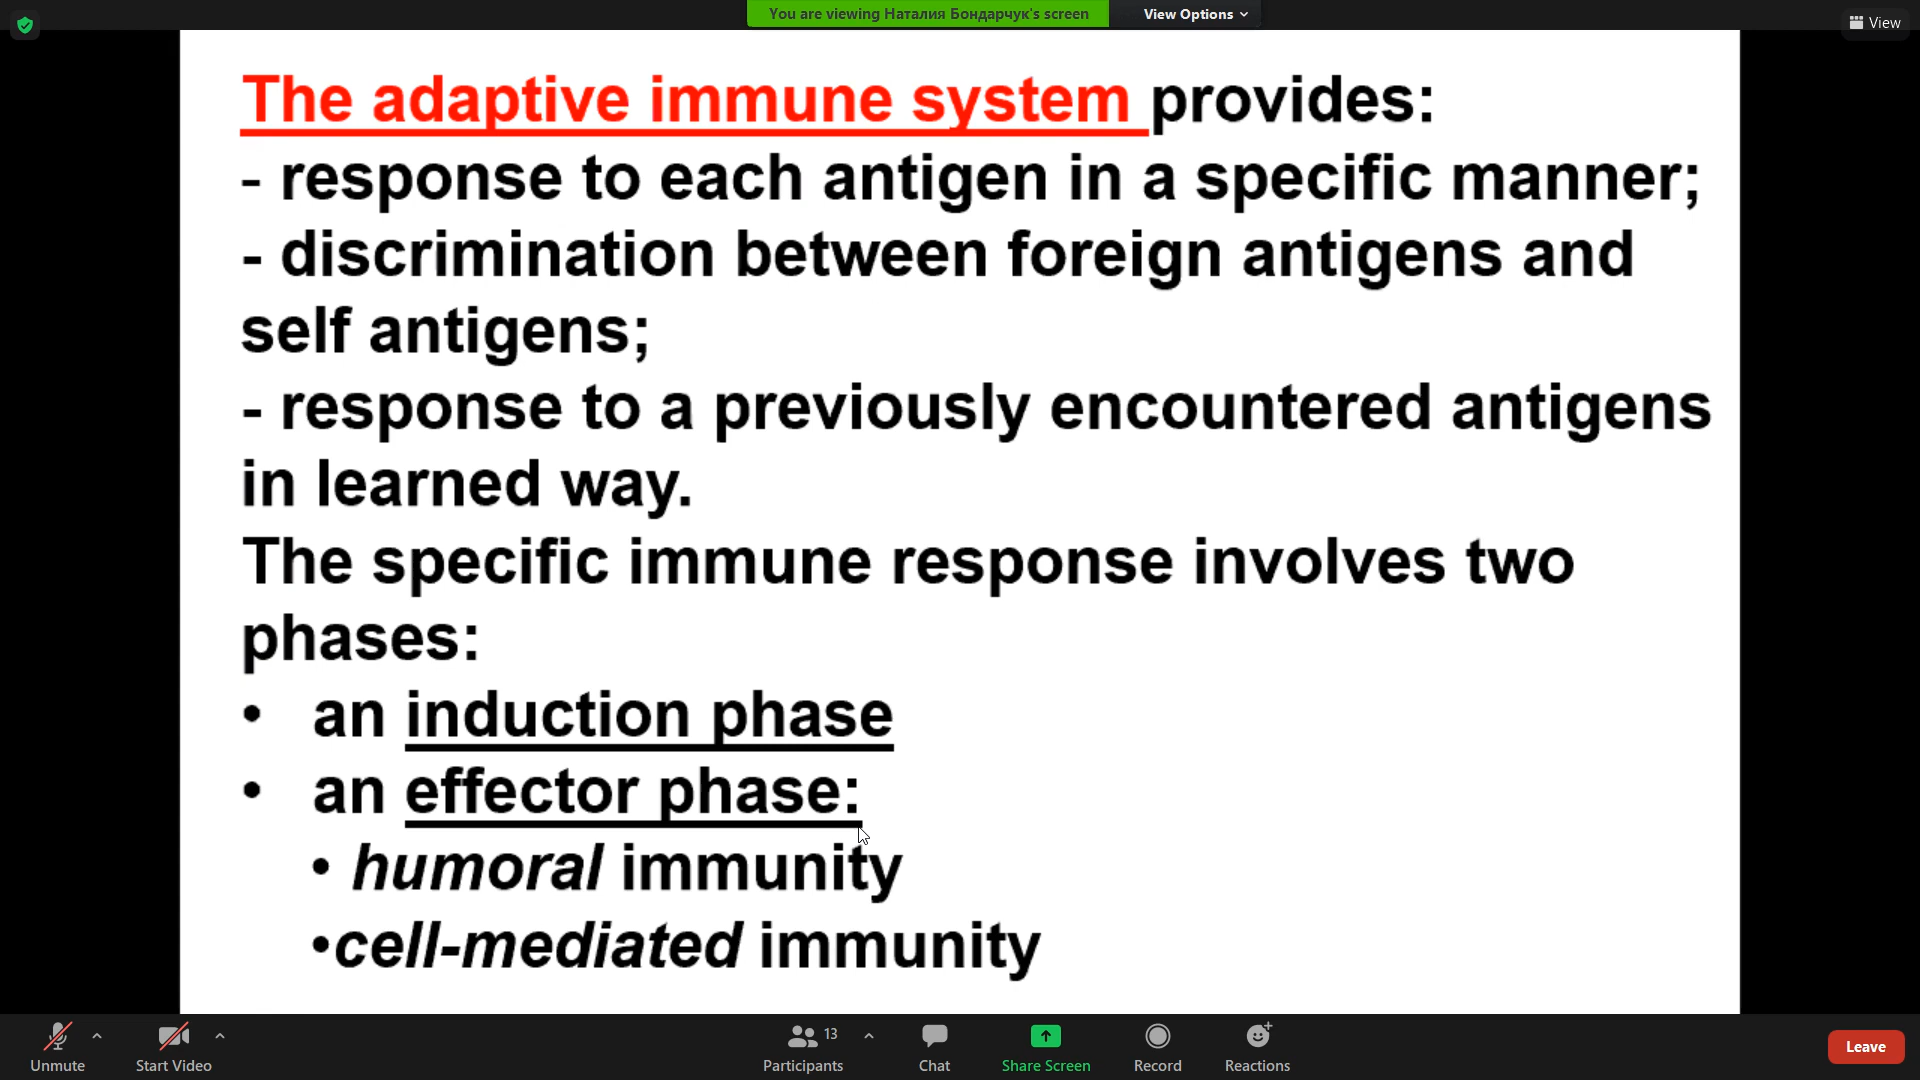 You are viewing Наталия Бондарчук's screen
View Options
View
The adaptive immune system provides:
- response to each antigen in a specific manner;
- discrimination between foreign antigens and
self antigens;
- response to a previously encountered antigens
in learned way.
The specific immune response involves two
phases:
• an induction phase
• an effector phase:
• humoral immunity
•cell-mediated immunity
Unmute
Start Video
13
Participants
Chat
Share Screen
Record
Reactions
Leave